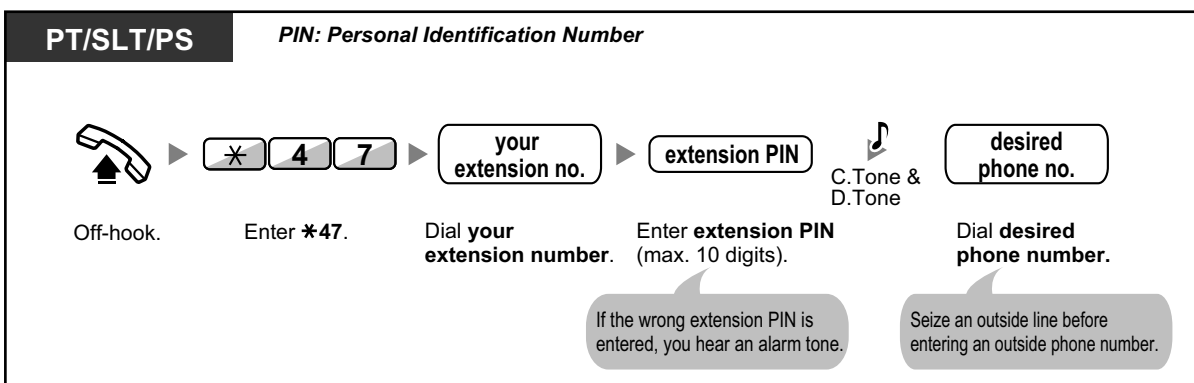 PT/SLT/PS
PIN: Personal Identification Number
* 4 7
your
extension no.
extension PIN
C.Tone &
D.Tone
desired
phone no.
Off-hook.
Enter *47.
Dial your
extension number.
Enter extension PIN
(max. 10 digits).
Dial desired
phone number.
If the wrong extension PIN is
entered, you hear an alarm tone.
Seize an outside line before
entering an outside phone number.